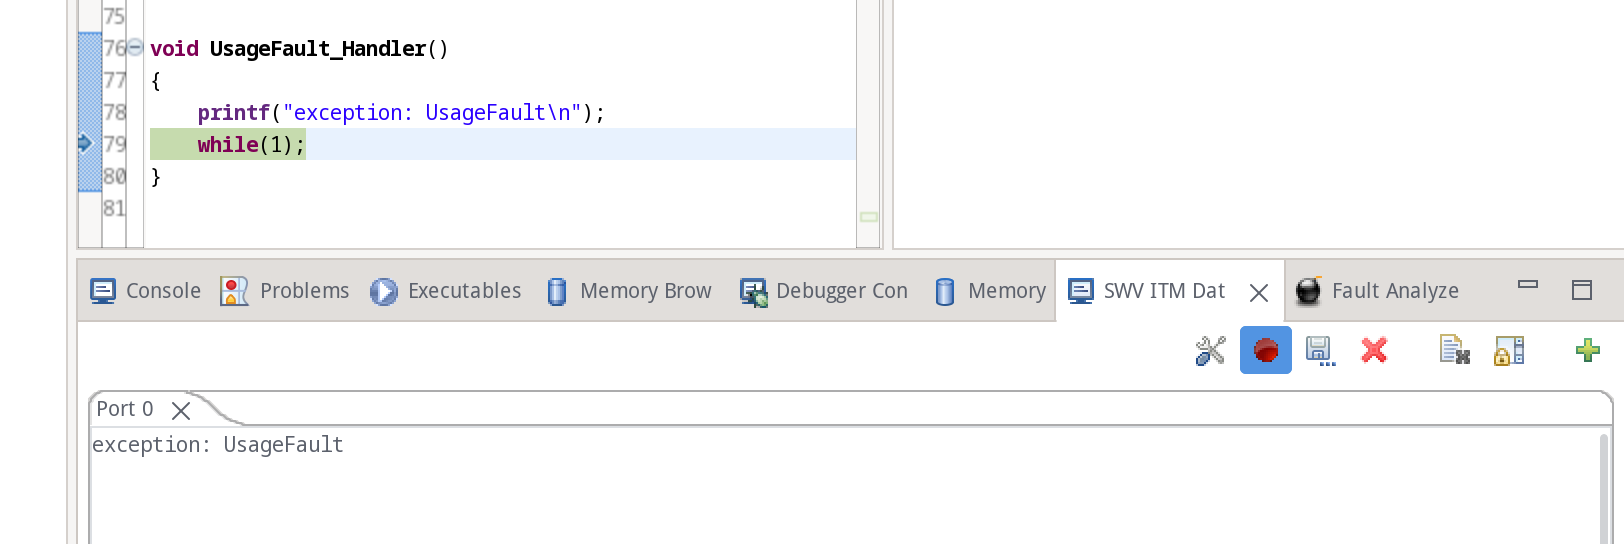 75
76 void UsageFault_Handler()
77 {
78 printf("exception: UsageFault\n");
79 while(1);
80 }
81
Console Problems Executables Memory Brow Debugger Con Memory SWV ITM Dat Fault Analyze
Port 0
exception: UsageFault